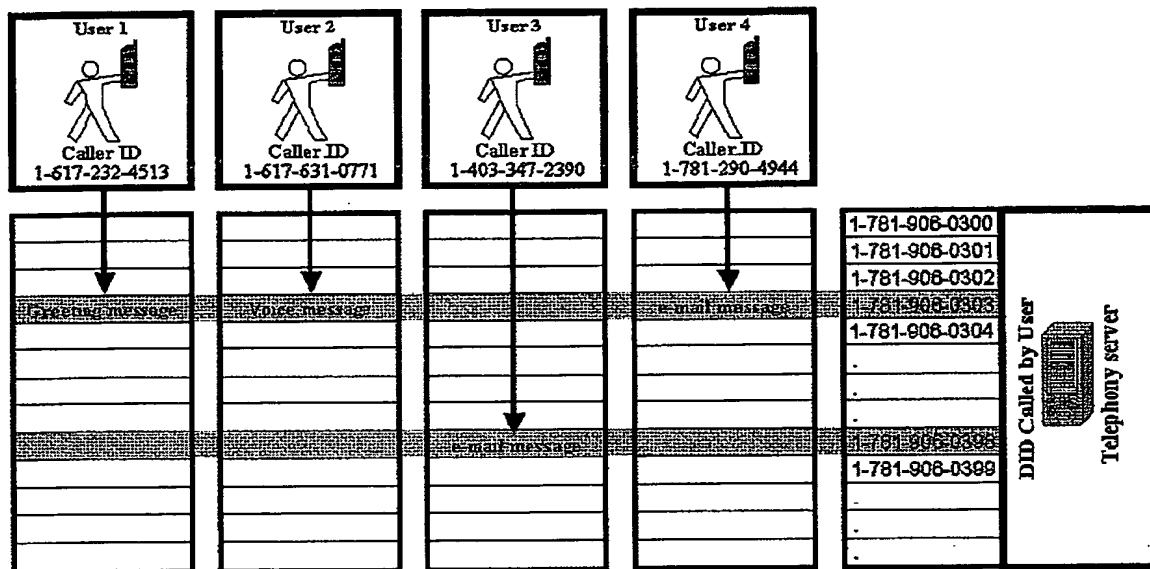 User 1
Caller ID
1-617-232-4513
User 2
Caller ID
1-617-631-0771
User 3
Caller ID
1-403-347-2390
User 4
Caller ID
1-781-290-4944
Greeting message
Voice message
e-mail message
e-mail message
1-781-906-0300
1-781-906-0301
1-781-906-0302
1-781-906-0303
1-781-906-0304
.
.
.
1-781-906-0398
1-781-906-0399
.
.
.
DID Called by User
Telephony server